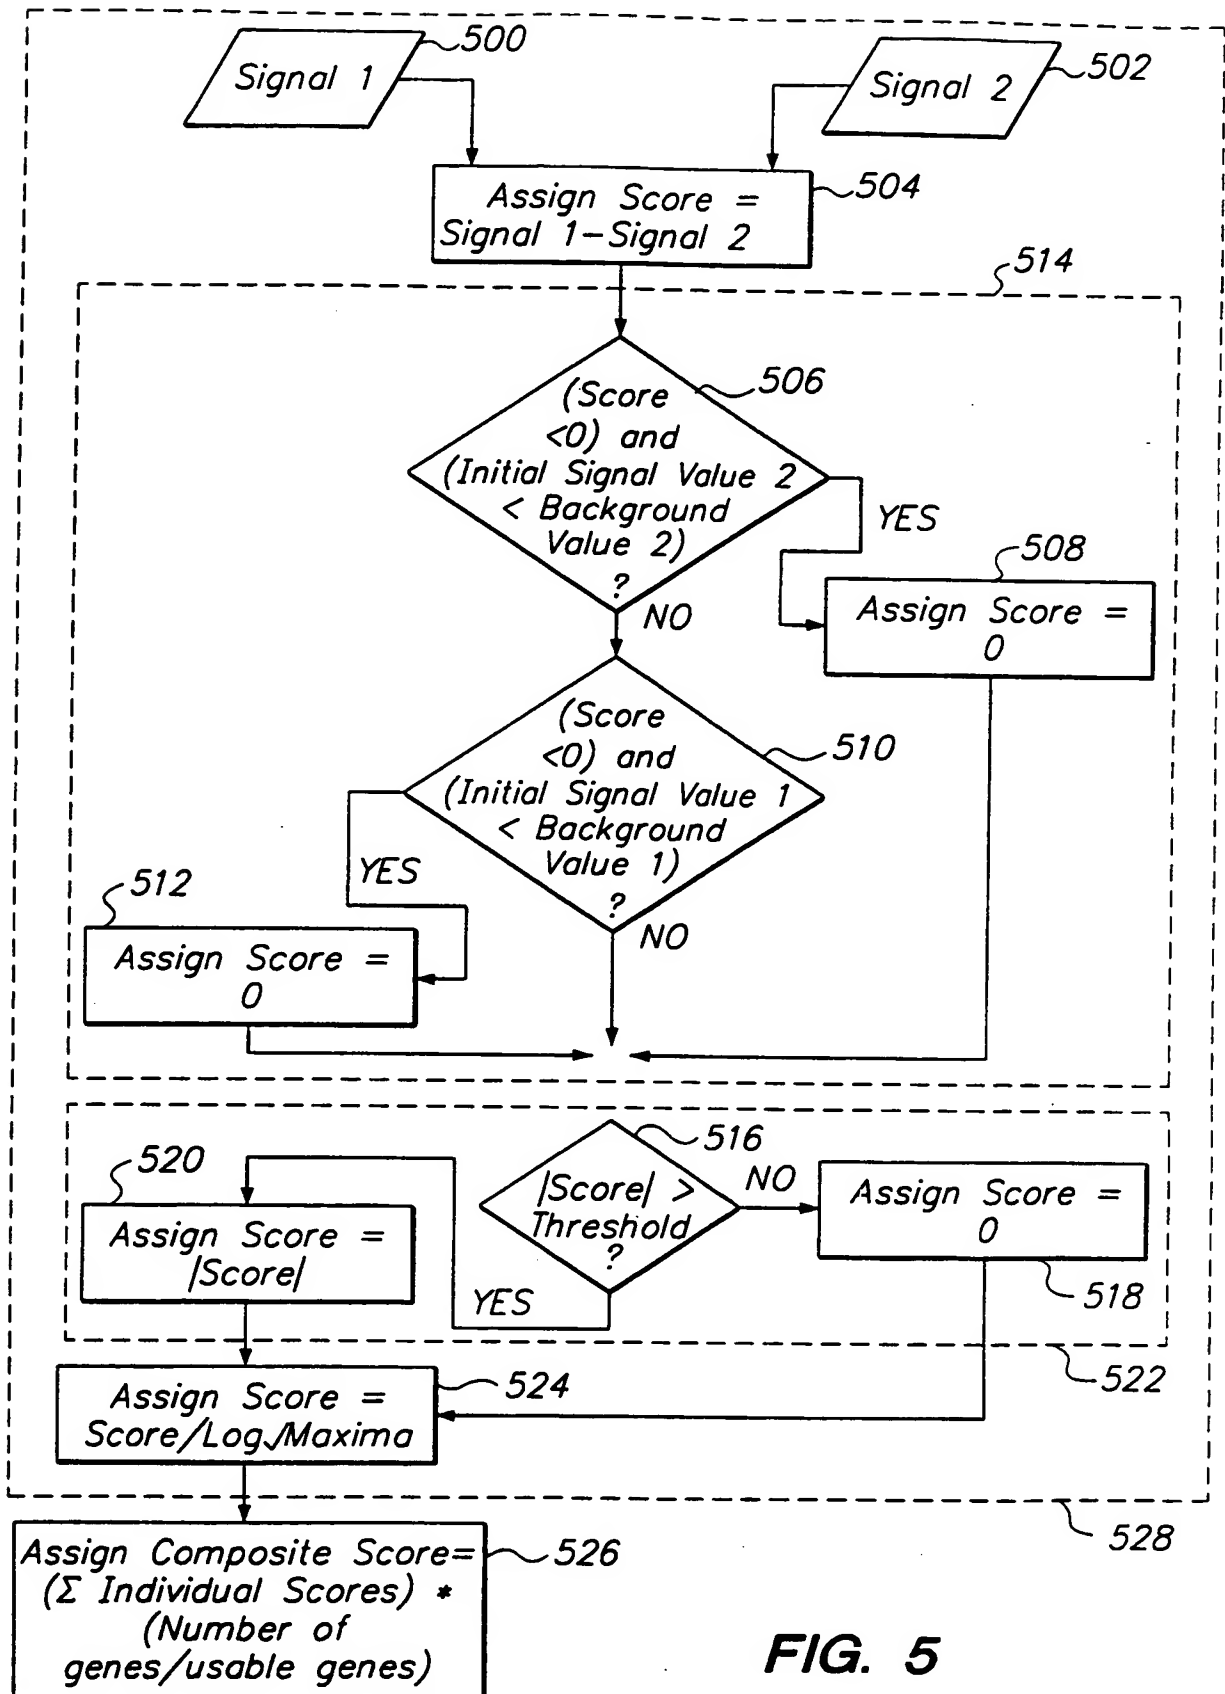 500
Signal 1
502
Signal 2
504
Assign Score =
Signal 1-Signal 2
514
506
(Score
<0) and
(Initial Signal Value 2
< Background
Value 2)
?
YES
NO
508
Assign Score =
0
510
(Score
<0) and
(Initial Signal Value 1
< Background
Value 1)
?
YES
NO
512
Assign Score =
0
516
|Score| >
Threshold
?
NO
YES
520
Assign Score =
|Score|
Assign Score =
0
518
522
524
Assign Score =
Score/Log√Maxima
528
526
Assign Composite Score=
(Σ Individual Scores) *
(Number of
genes/usable genes)
FIG. 5